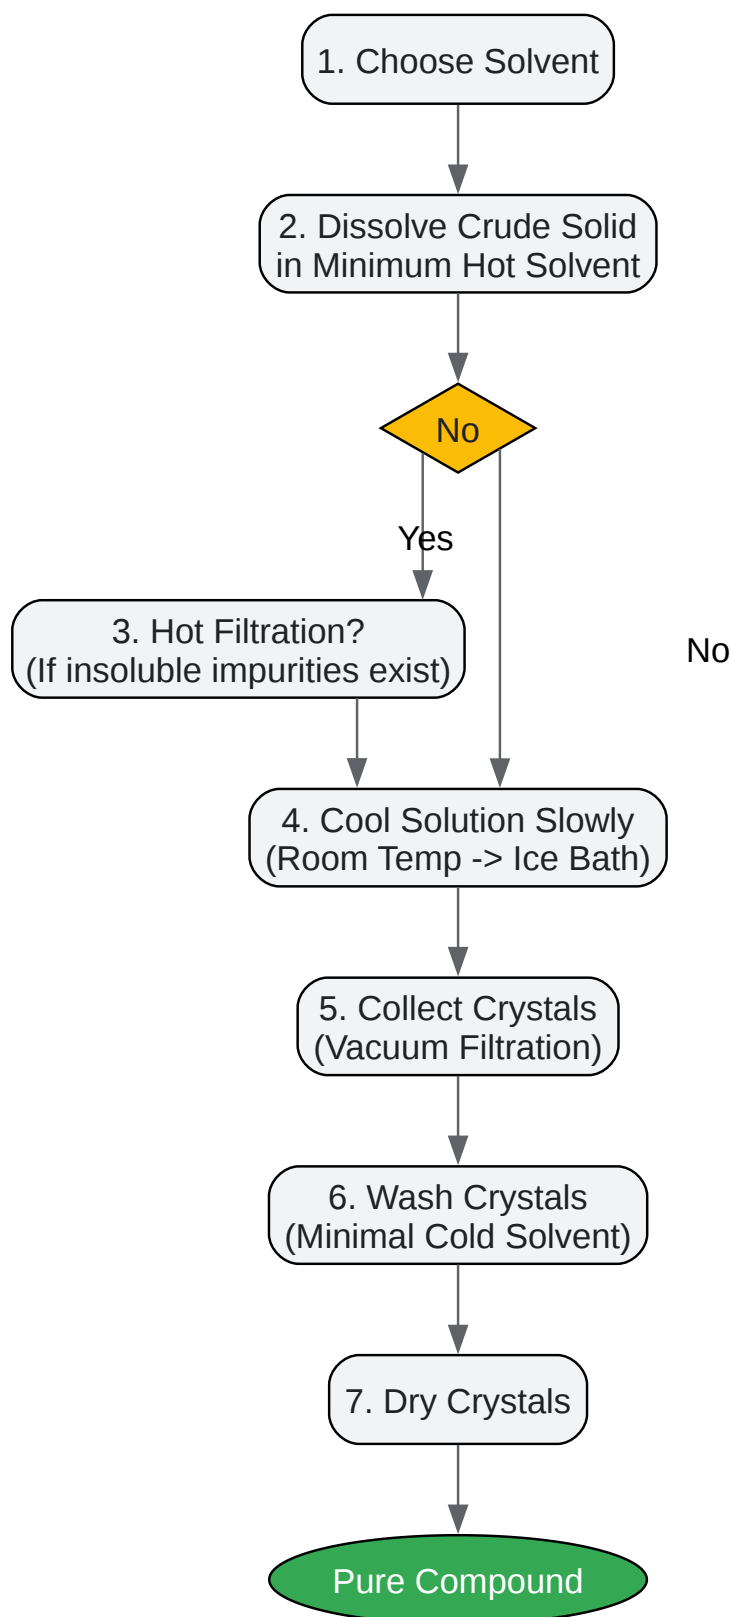 1. Choose Solvent
2. Dissolve Crude Solid
in Minimum Hot Solvent
No
Yes
3. Hot Filtration?
(If insoluble impurities exist)
No
4. Cool Solution Slowly
(Room Temp -> Ice Bath)
5. Collect Crystals
(Vacuum Filtration)
6. Wash Crystals
(Minimal Cold Solvent)
7. Dry Crystals
Pure Compound